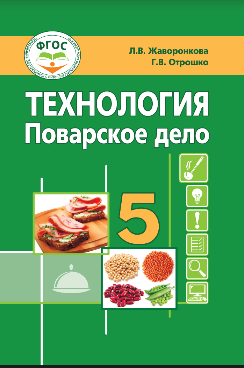 ФГОС
Л.В. Жаворонкова
Г.В. Отрошко
ТЕХНОЛОГИЯ
Поварское дело
5